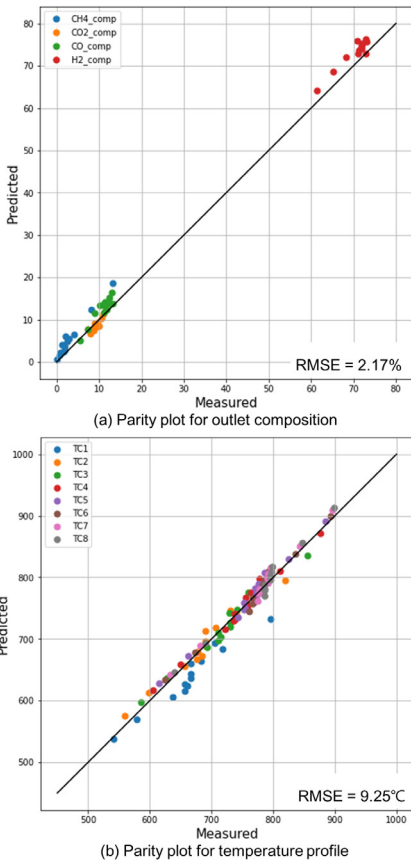 80
70
60
50
40
30
20
10
0
Predicted
CH4_comp
CO2_comp
CO_comp
H2_comp
RMSE = 2.17%
0 10 20 30 40 50 60 70 80
Measured
(a) Parity plot for outlet composition
1000
900
800
700
600
500
Predicted
TC1
TC2
TC3
TC4
TC5
TC6
TC7
TC8
RMSE = 9.25℃
500 600 700 800 900 1000
Measured
(b) Parity plot for temperature profile